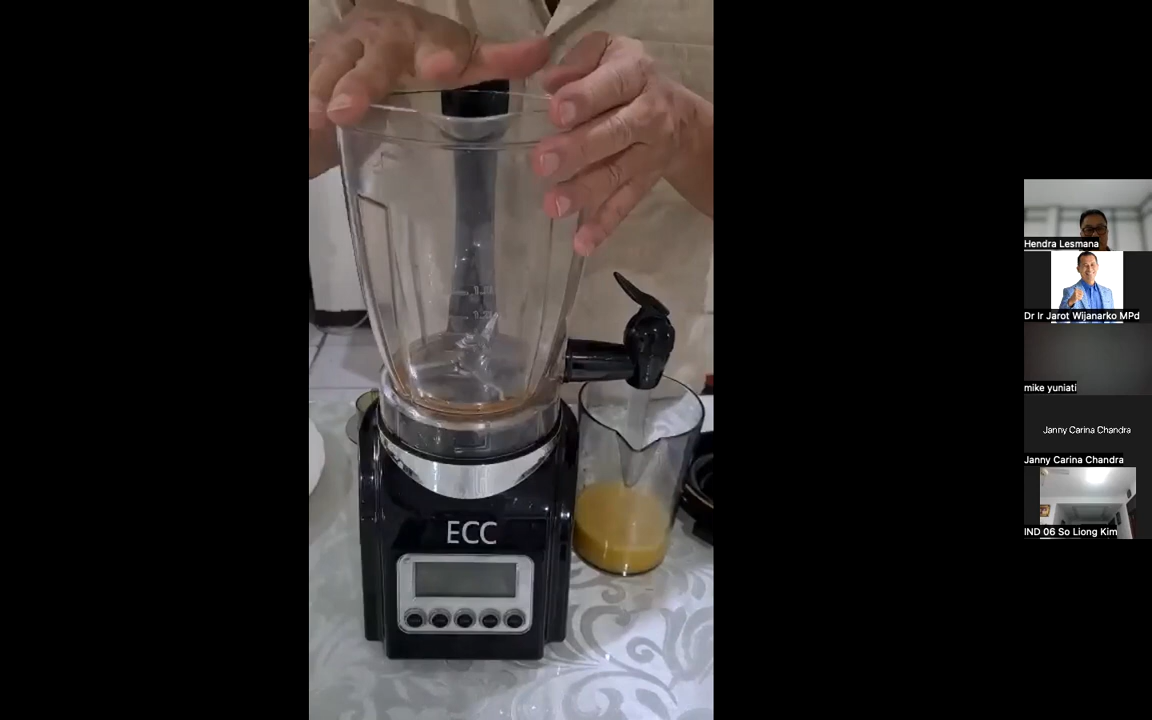 ECC
Hendra Lesmana
Dr Ir Jarot Wijanarko MPd
mike yuniati
Janny Carina Chandra
Janny Carina Chandra
IND 06 So Liong Kim